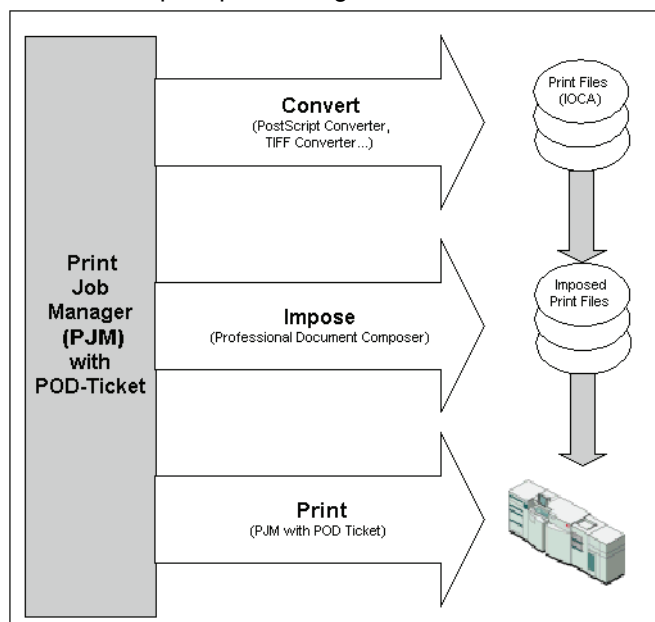 Convert
(PostScript Converter,
TIFF Converter...)
Print Files
(IOCA)
Print
Job
Manager
(PJM)
with
POD-Ticket
Impose
(Professional Document Composer)
Imposed
Print Files
Print
(PJM with POD Ticket)